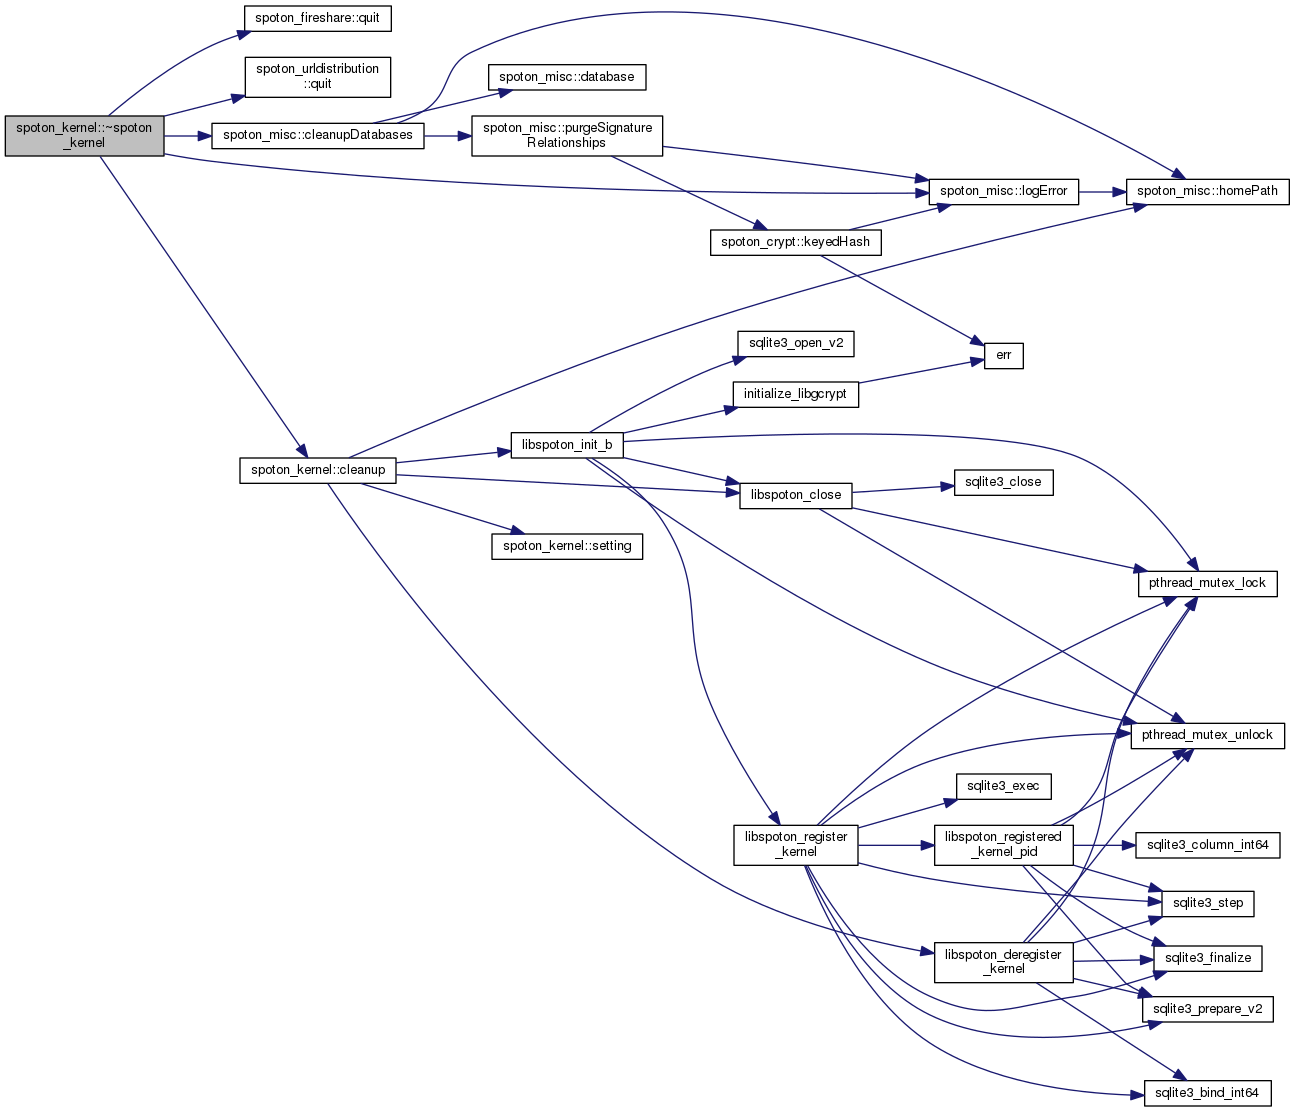 spoton_fireshare::quit
spoton_urldistribution
::quit
spoton_misc::database
spoton_kernel::~spoton
_kernel
spoton_misc::cleanupDatabases
spoton_misc::purgeSignature
Relationships
spoton_misc::logError
spoton_misc::homePath
spoton_crypt::keyedHash
sqlite3_open_v2
err
initialize_libgcrypt
libspoton_init_b
spoton_kernel::cleanup
sqlite3_close
libspoton_close
spoton_kernel::setting
pthread_mutex_lock
pthread_mutex_unlock
sqlite3_exec
libspoton_register
_kernel
libspoton_registered
_kernel_pid
sqlite3_column_int64
sqlite3_step
libspoton_deregister
_kernel
sqlite3_finalize
sqlite3_prepare_v2
sqlite3_bind_int64